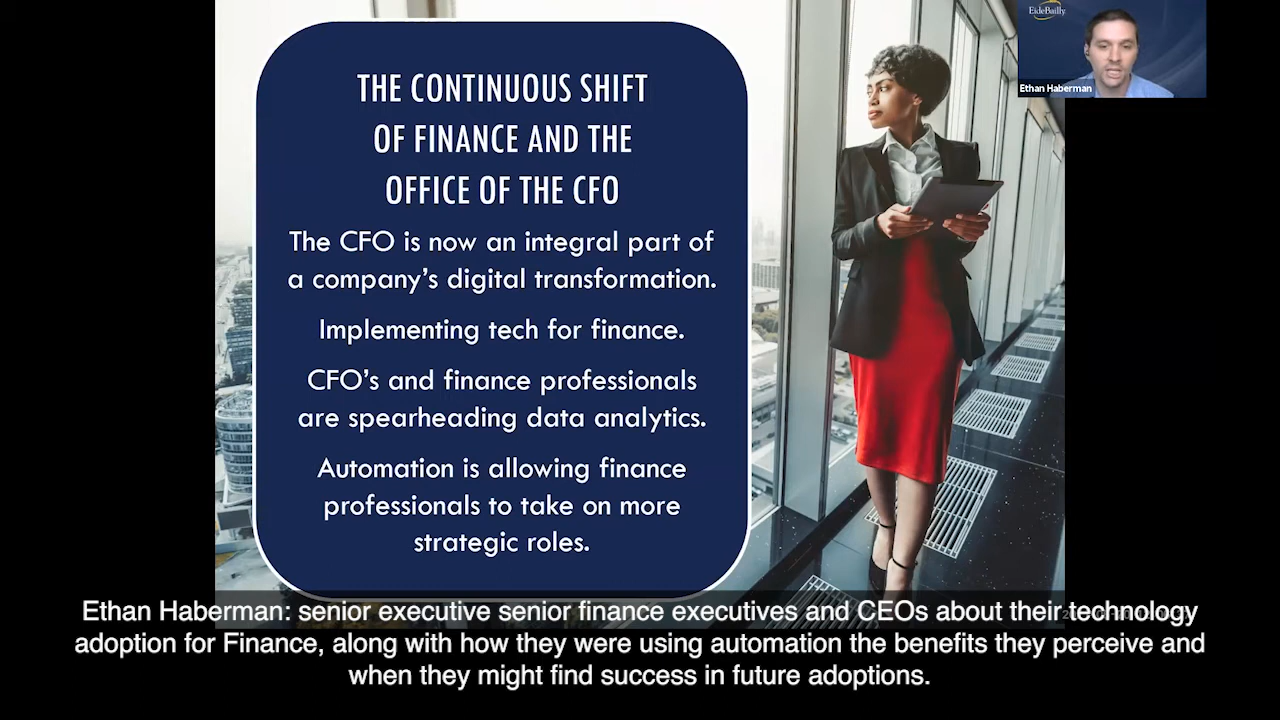 THE CONTINUOUS SHIFT
OF FINANCE AND THE
OFFICE OF THE CFO
The CFO is now an integral part of
a company’s digital transformation.
Implementing tech for finance.
CFO’s and finance professionals
are spearheading data analytics.
Automation is allowing finance
professionals to take on more
strategic roles.
EideBailly
Ethan Haberman
Ethan Haberman: senior executive senior finance executives and CEOs about their technology
adoption for Finance, along with how they were using automation the benefits they perceive and
when they might find success in future adoptions.